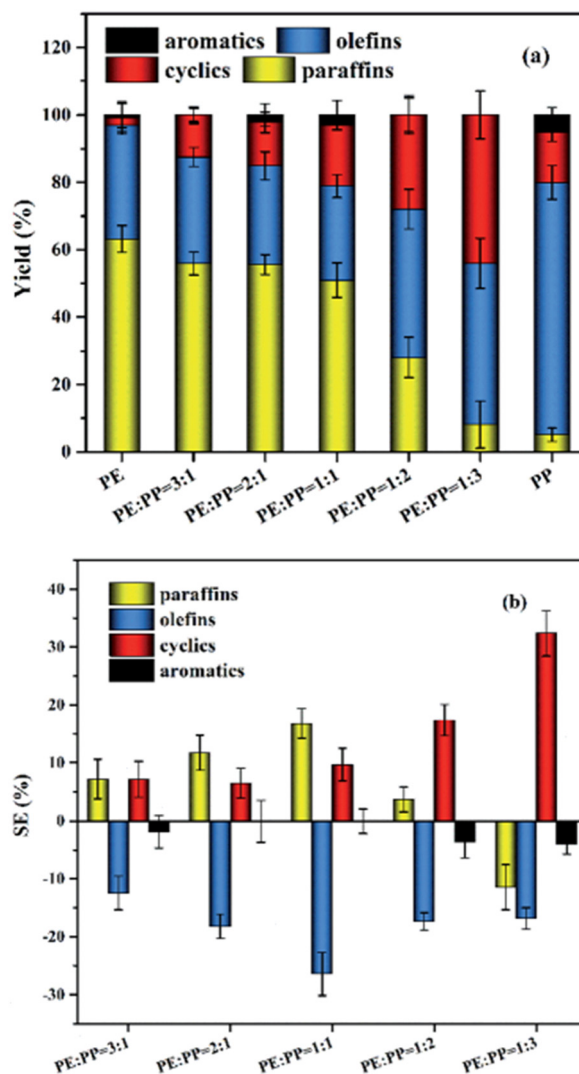 aromatics olefins
cyclics paraffins
(a)
Yield (%)
120
100
80
60
40
20
0
PE
PE:PP=3:1
PE:PP=2:1
PE:PP=1:1
PE:PP=1:2
PE:PP=1:3
PP
paraffins
olefins
cyclics
aromatics
(b)
SE (%)
40
30
20
10
0
-10
-20
-30
PE:PP=3:1
PE:PP=2:1
PE:PP=1:1
PE:PP=1:2
PE:PP=1:3